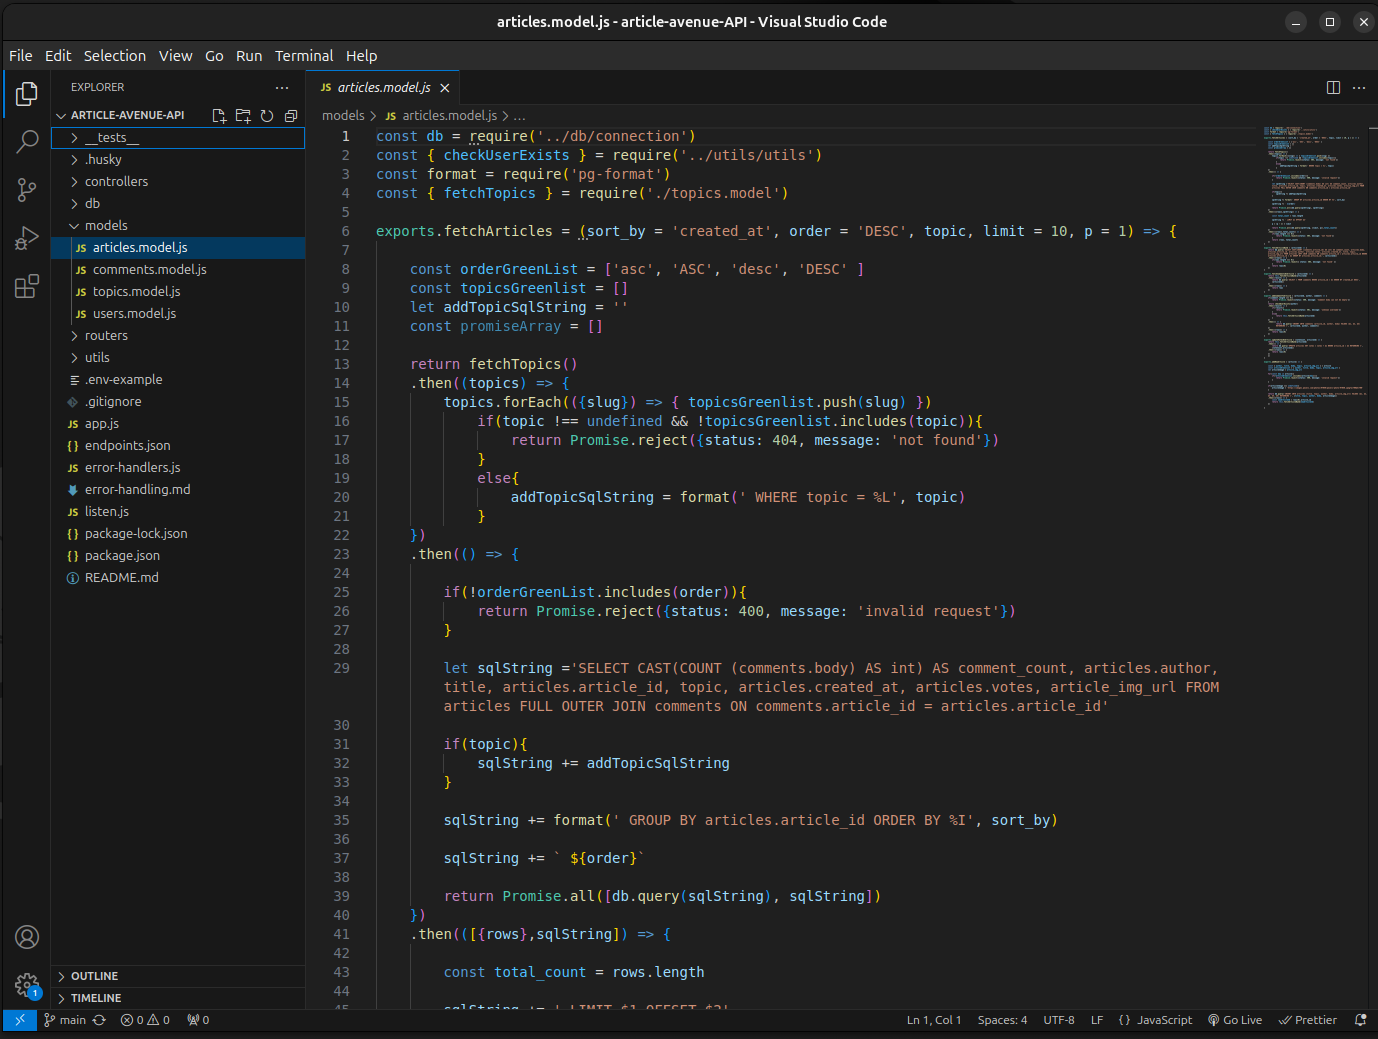 articles.model.js - article-avenue-API - Visual Studio Code
File Edit Selection View Go Run Terminal Help
EXPLORER
ARTICLE-AVENUE-API
__tests__
.husky
controllers
db
models
JS articles.model.js
JS comments.model.js
JS topics.model.js
JS users.model.js
routers
utils
.env-example
.gitignore
JS app.js
{} endpoints.json
JS error-handlers.js
error-handling.md
JS listen.js
{} package-lock.json
{} package.json
README.md
OUTLINE
TIMELINE
JS articles.model.js
models > JS articles.model.js > ...
1 const db = require('../db/connection')
2 const { checkUserExists } = require('../utils/utils')
3 const format = require('pg-format')
4 const { fetchTopics } = require('./topics.model')
5
6 exports.fetchArticles = (sort_by = 'created_at', order = 'DESC', topic, limit = 10, p = 1) => {
7
8 const orderGreenList = ['asc', 'ASC', 'desc', 'DESC' ]
9 const topicsGreenlist = []
10 let addTopicSqlString = ''
11 const promiseArray = []
12
13 return fetchTopics()
14 .then((topics) => {
15 topics.forEach(({slug}) => { topicsGreenlist.push(slug) })
16 if(topic !== undefined && !topicsGreenlist.includes(topic)){
17 return Promise.reject({status: 404, message: 'not found'})
18 }
19 else{
20 addTopicSqlString = format(' WHERE topic = %L', topic)
21 }
22 })
23 .then(() => {
24
25 if(!orderGreenList.includes(order)){
26 return Promise.reject({status: 400, message: 'invalid request'})
27 }
28
29 let sqlString ='SELECT CAST(COUNT (comments.body) AS int) AS comment_count, articles.author,
title, articles.article_id, topic, articles.created_at, articles.votes, article_img_url FROM
articles FULL OUTER JOIN comments ON comments.article_id = articles.article_id'
30
31 if(topic){
32 sqlString += addTopicSqlString
33 }
34
35 sqlString += format(' GROUP BY articles.article_id ORDER BY %I', sort_by)
36
37 sqlString += ` ${order}`
38
39 return Promise.all([db.query(sqlString), sqlString])
40 })
41 .then(([{rows},sqlString]) => {
42
43 const total_count = rows.length
44
45 sqlString += ' LIMIT $1 OFFSET $2'
1
main 0 0 0
Ln 1, Col 1 Spaces: 4 UTF-8 LF {} JavaScript Go Live Prettier